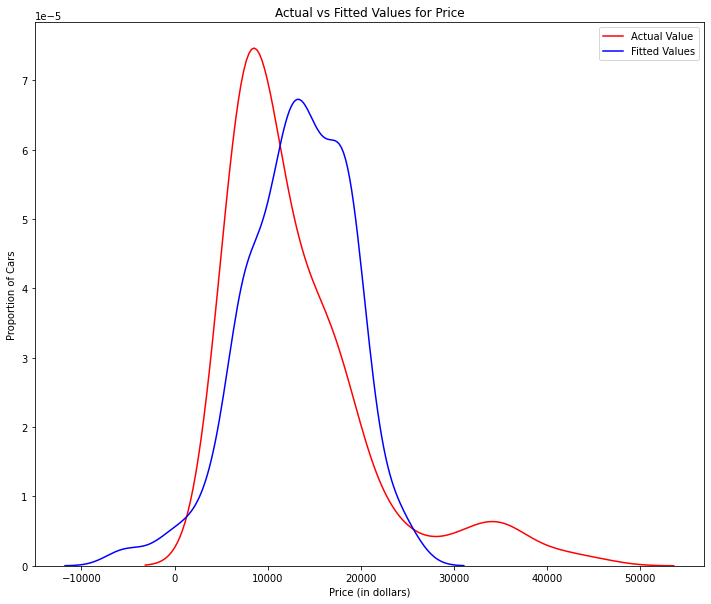 Actual vs Fitted Values for Price
1e−5
Actual Value
Fitted Values
7
6
5
4
3
2
1
0
Proportion of Cars
−10000 0 10000 20000 30000 40000 50000
Price (in dollars)